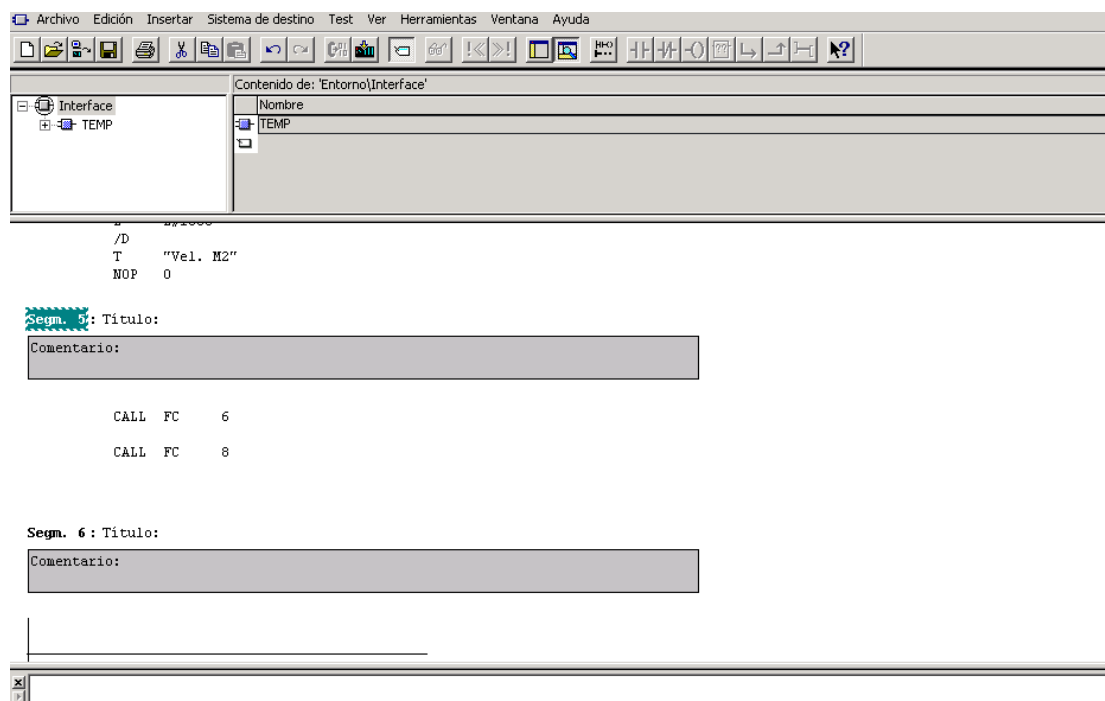 Archivo Edición Insertar Sistema de destino Test Ver Herramientas Ventana Ayuda
Contenido de: 'Entorno\Interface'
Interface
Nombre
TEMP
TEMP
/D
T "Vel. M2"
NOP 0
Segm. 5: Título:
Comentario:
CALL FC 6
CALL FC 8
Segm. 6 : Título:
Comentario: